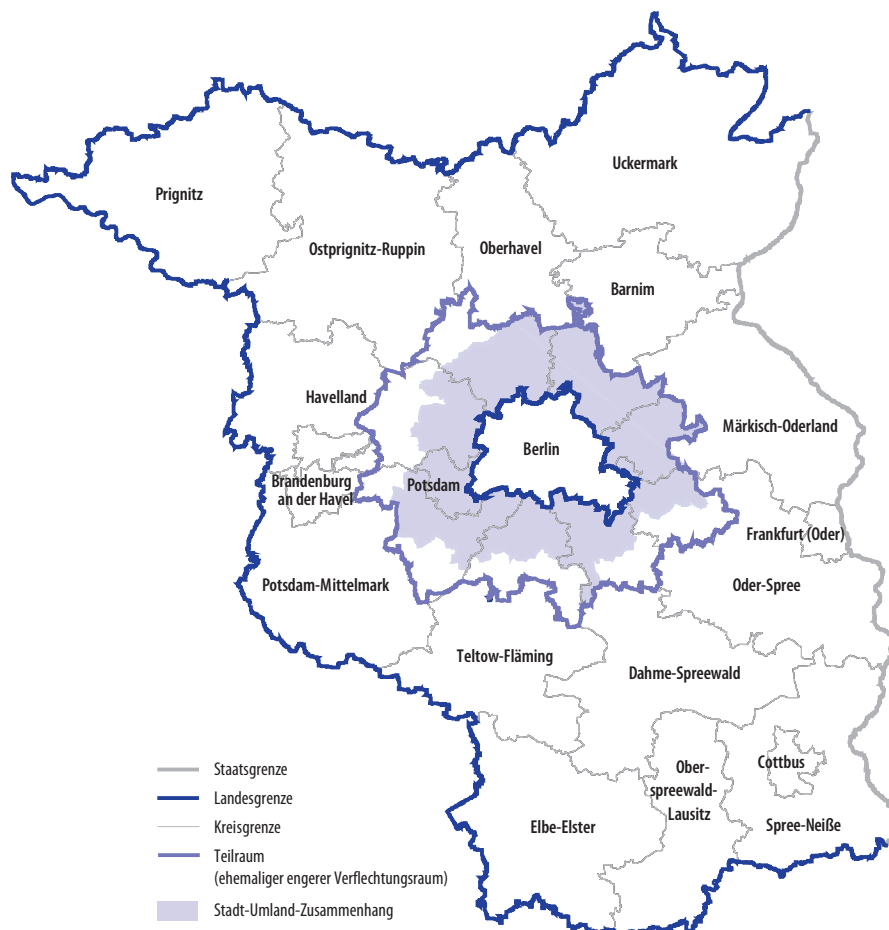 Uckermark
Prignitz
Ostprignitz-Ruppin
Oberhavel
Barnim
Havelland
Märkisch-Oderland
Berlin
Brandenburg
an der Havel
Potsdam
Frankfurt (Oder)
Potsdam-Mittelmark
Oder-Spree
Teltow-Fläming
Dahme-Spreewald
Cottbus
Ober-
spreewald-
Lausitz
Elbe-Elster
Spree-Neiße
Staatsgrenze
Landesgrenze
Kreisgrenze
Teilraum
(ehemaliger engerer Verflechtungsraum)
Stadt-Umland-Zusammenhang